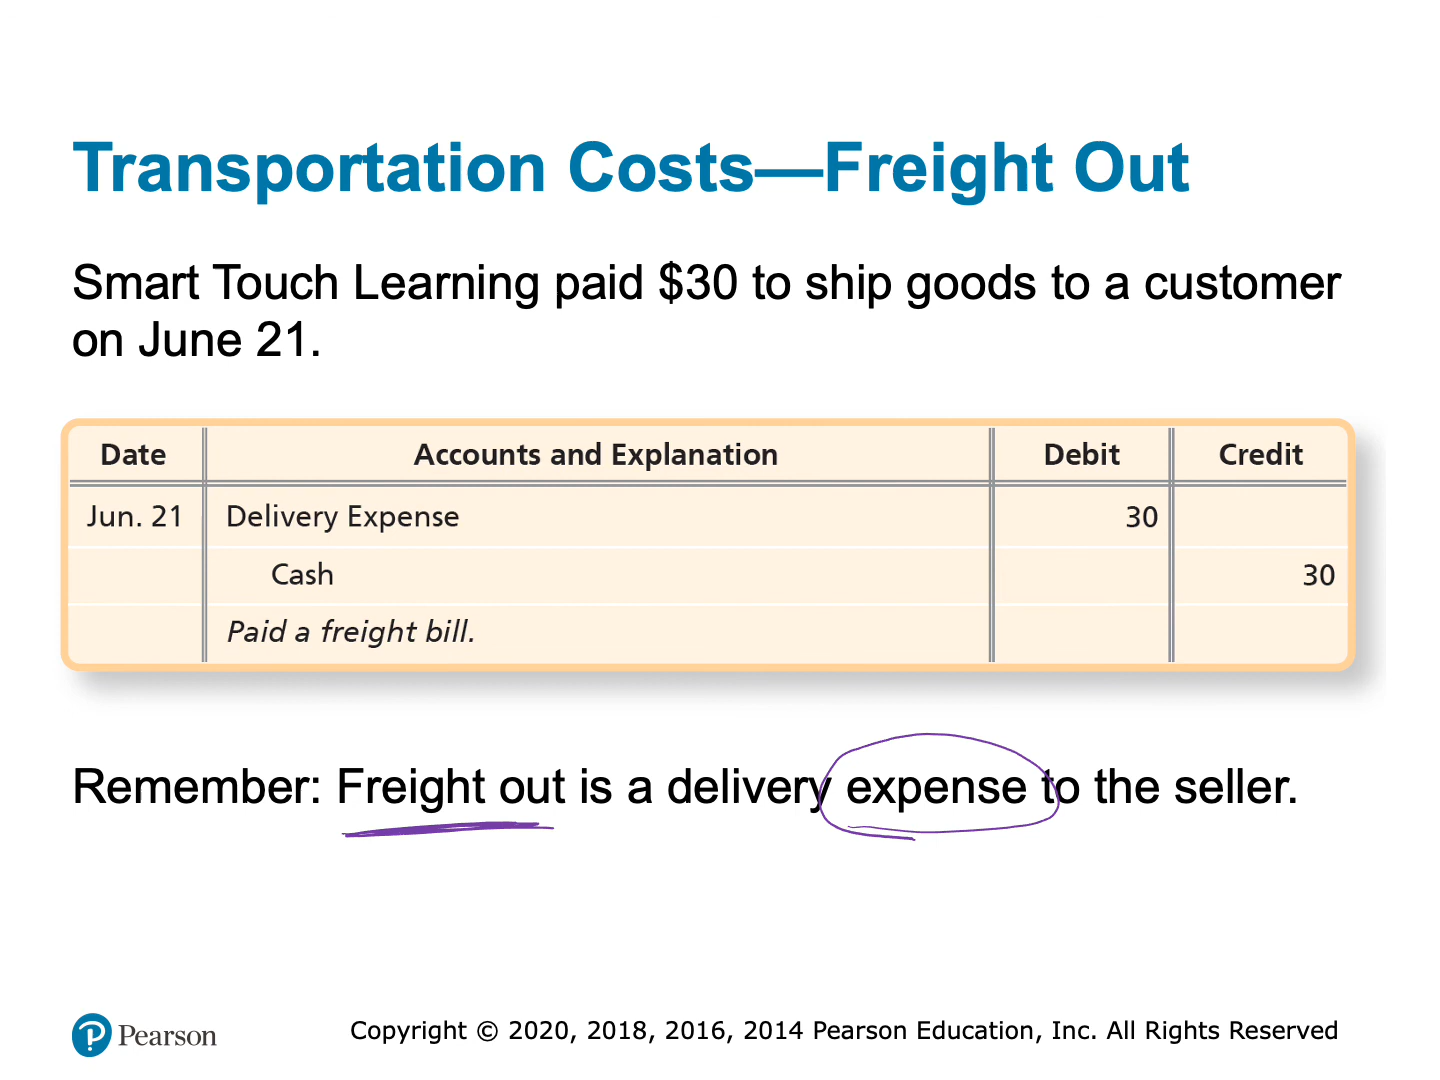 Transportation Costs—Freight Out
Smart Touch Learning paid $30 to ship goods to a customer
on June 21.
Date Accounts and Explanation Debit Credit
Jun. 21 Delivery Expense 30
Cash 30
Paid a freight bill.
Remember: Freight out is a delivery expense to the seller.
Pearson Copyright © 2020, 2018, 2016, 2014 Pearson Education, Inc. All Rights Reserved